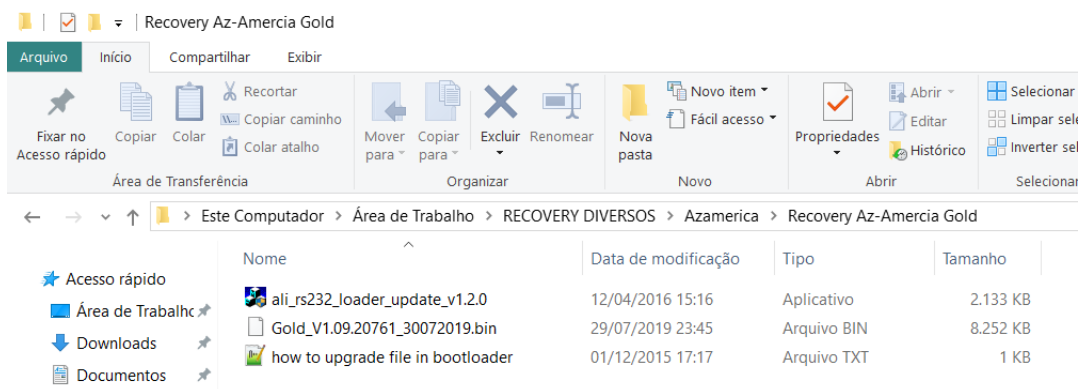 Recovery Az-Amercia Gold
Arquivo Início Compartilhar Exibir
Fixar no Acesso rápido
Copiar
Colar
Recortar
Copiar caminho
Colar atalho
Área de Transferência
Mover para
Copiar para
Excluir
Renomear
Organizar
Nova pasta
Novo item
Fácil acesso
Novo
Propriedades
Abrir
Editar
Histórico
Abrir
Selecionar
Limpar sele
Inverter sel
Selecionar
Este Computador > Área de Trabalho > RECOVERY DIVERSOS > Azamerica > Recovery Az-Amercia Gold
Acesso rápido
Área de Trabalhc
Downloads
Documentos
Nome Data de modificação Tipo Tamanho
ali_rs232_loader_update_v1.2.0 12/04/2016 15:16 Aplicativo 2.133 KB
Gold_V1.09.20761_30072019.bin 29/07/2019 23:45 Arquivo BIN 8.252 KB
how to upgrade file in bootloader 01/12/2015 17:17 Arquivo TXT 1 KB